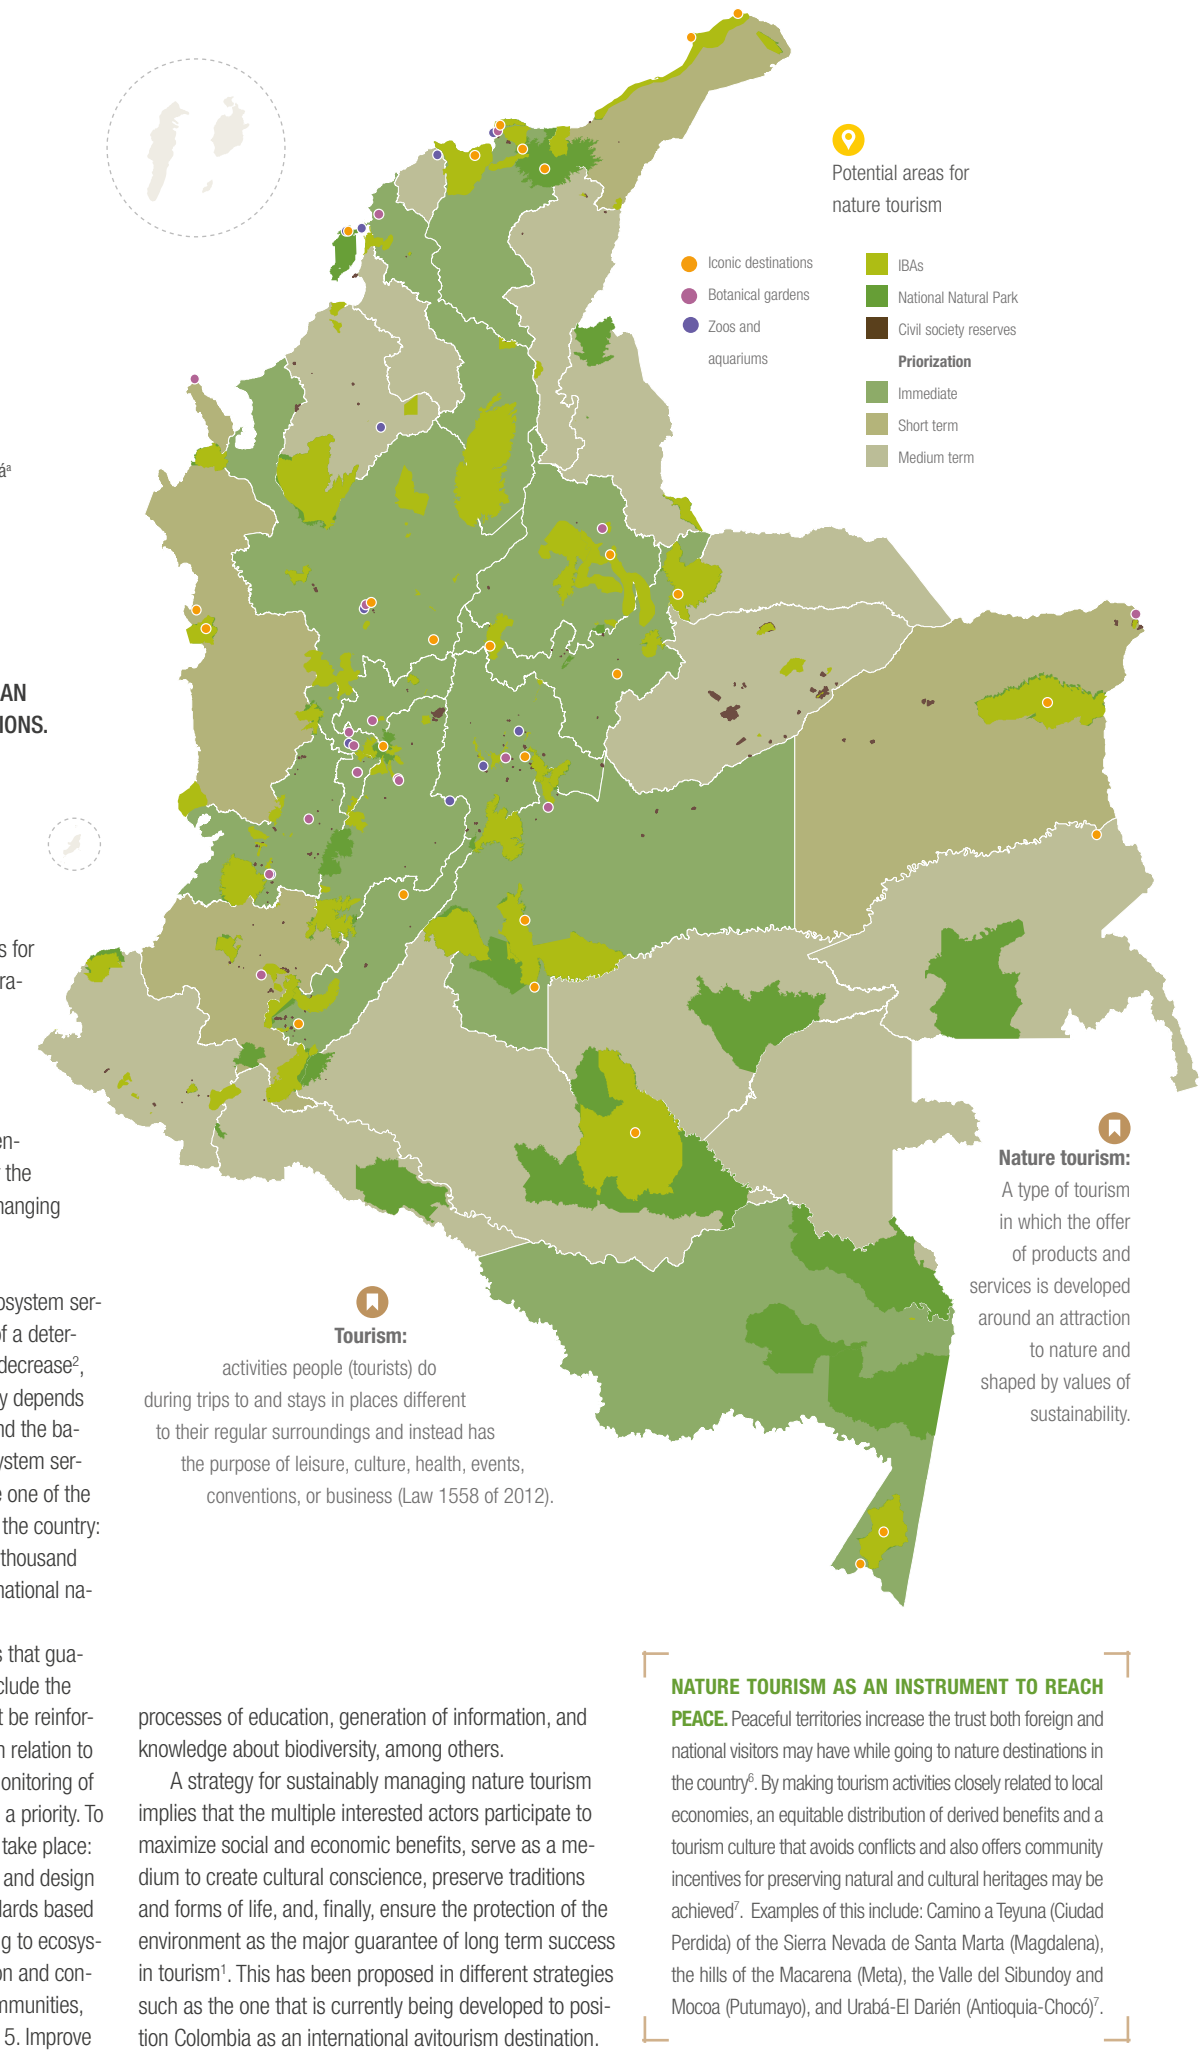 Potential areas for
nature tourism
Iconic destinations
Botanical gardens
Zoos and
aquariums
IBAs
National Natural Park
Civil society reserves
Priorization
Immediate
Short term
Medium term
áª
AN
IONS.
s for
ra-
en-
the
hanging
osystem ser-
of a deter-
decrease²,
y depends
nd the ba-
ystem ser-
e one of the
the country:
thousand
national na-
s that gua-
clude the
t be reinfor-
n relation to
onitoring of
a priority. To
take place:
and design
dards based
g to ecosys-
on and con-
mmunities,
5. Improve
Nature tourism:
A type of tourism
in which the offer
of products and
services is developed
around an attraction
to nature and
shaped by values of
sustainability.
Tourism:
activities people (tourists) do
during trips to and stays in places different
to their regular surroundings and instead has
the purpose of leisure, culture, health, events,
conventions, or business (Law 1558 of 2012).
processes of education, generation of information, and
knowledge about biodiversity, among others.
A strategy for sustainably managing nature tourism
implies that the multiple interested actors participate to
maximize social and economic benefits, serve as a me-
dium to create cultural conscience, preserve traditions
and forms of life, and, finally, ensure the protection of the
environment as the major guarantee of long term success
in tourism¹. This has been proposed in different strategies
such as the one that is currently being developed to posi-
tion Colombia as an international avitourism destination.
NATURE TOURISM AS AN INSTRUMENT TO REACH
PEACE. Peaceful territories increase the trust both foreign and
national visitors may have while going to nature destinations in
the country⁶. By making tourism activities closely related to local
economies, an equitable distribution of derived benefits and a
tourism culture that avoids conflicts and also offers community
incentives for preserving natural and cultural heritages may be
achieved⁷. Examples of this include: Camino a Teyuna (Ciudad
Perdida) of the Sierra Nevada de Santa Marta (Magdalena),
the hills of the Macarena (Meta), the Valle del Sibundoy and
Mocoa (Putumayo), and Urabá-El Darién (Antioquia-Chocó)⁷.